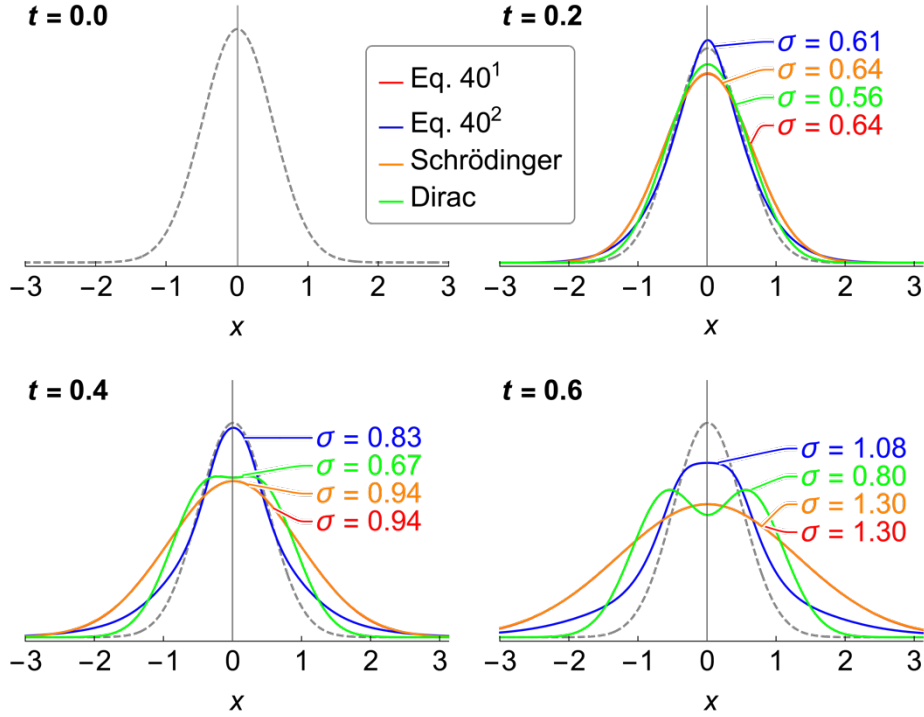 t = 0.0
−3 −2 −1 0 1 2 3
x
Eq. 40¹
Eq. 40²
Schrödinger
Dirac
t = 0.2
σ = 0.61
σ = 0.64
σ = 0.56
σ = 0.64
−3 −2 −1 0 1 2 3
x
t = 0.4
σ = 0.83
σ = 0.67
σ = 0.94
σ = 0.94
−3 −2 −1 0 1 2 3
x
t = 0.6
σ = 1.08
σ = 0.80
σ = 1.30
σ = 1.30
−3 −2 −1 0 1 2 3
x